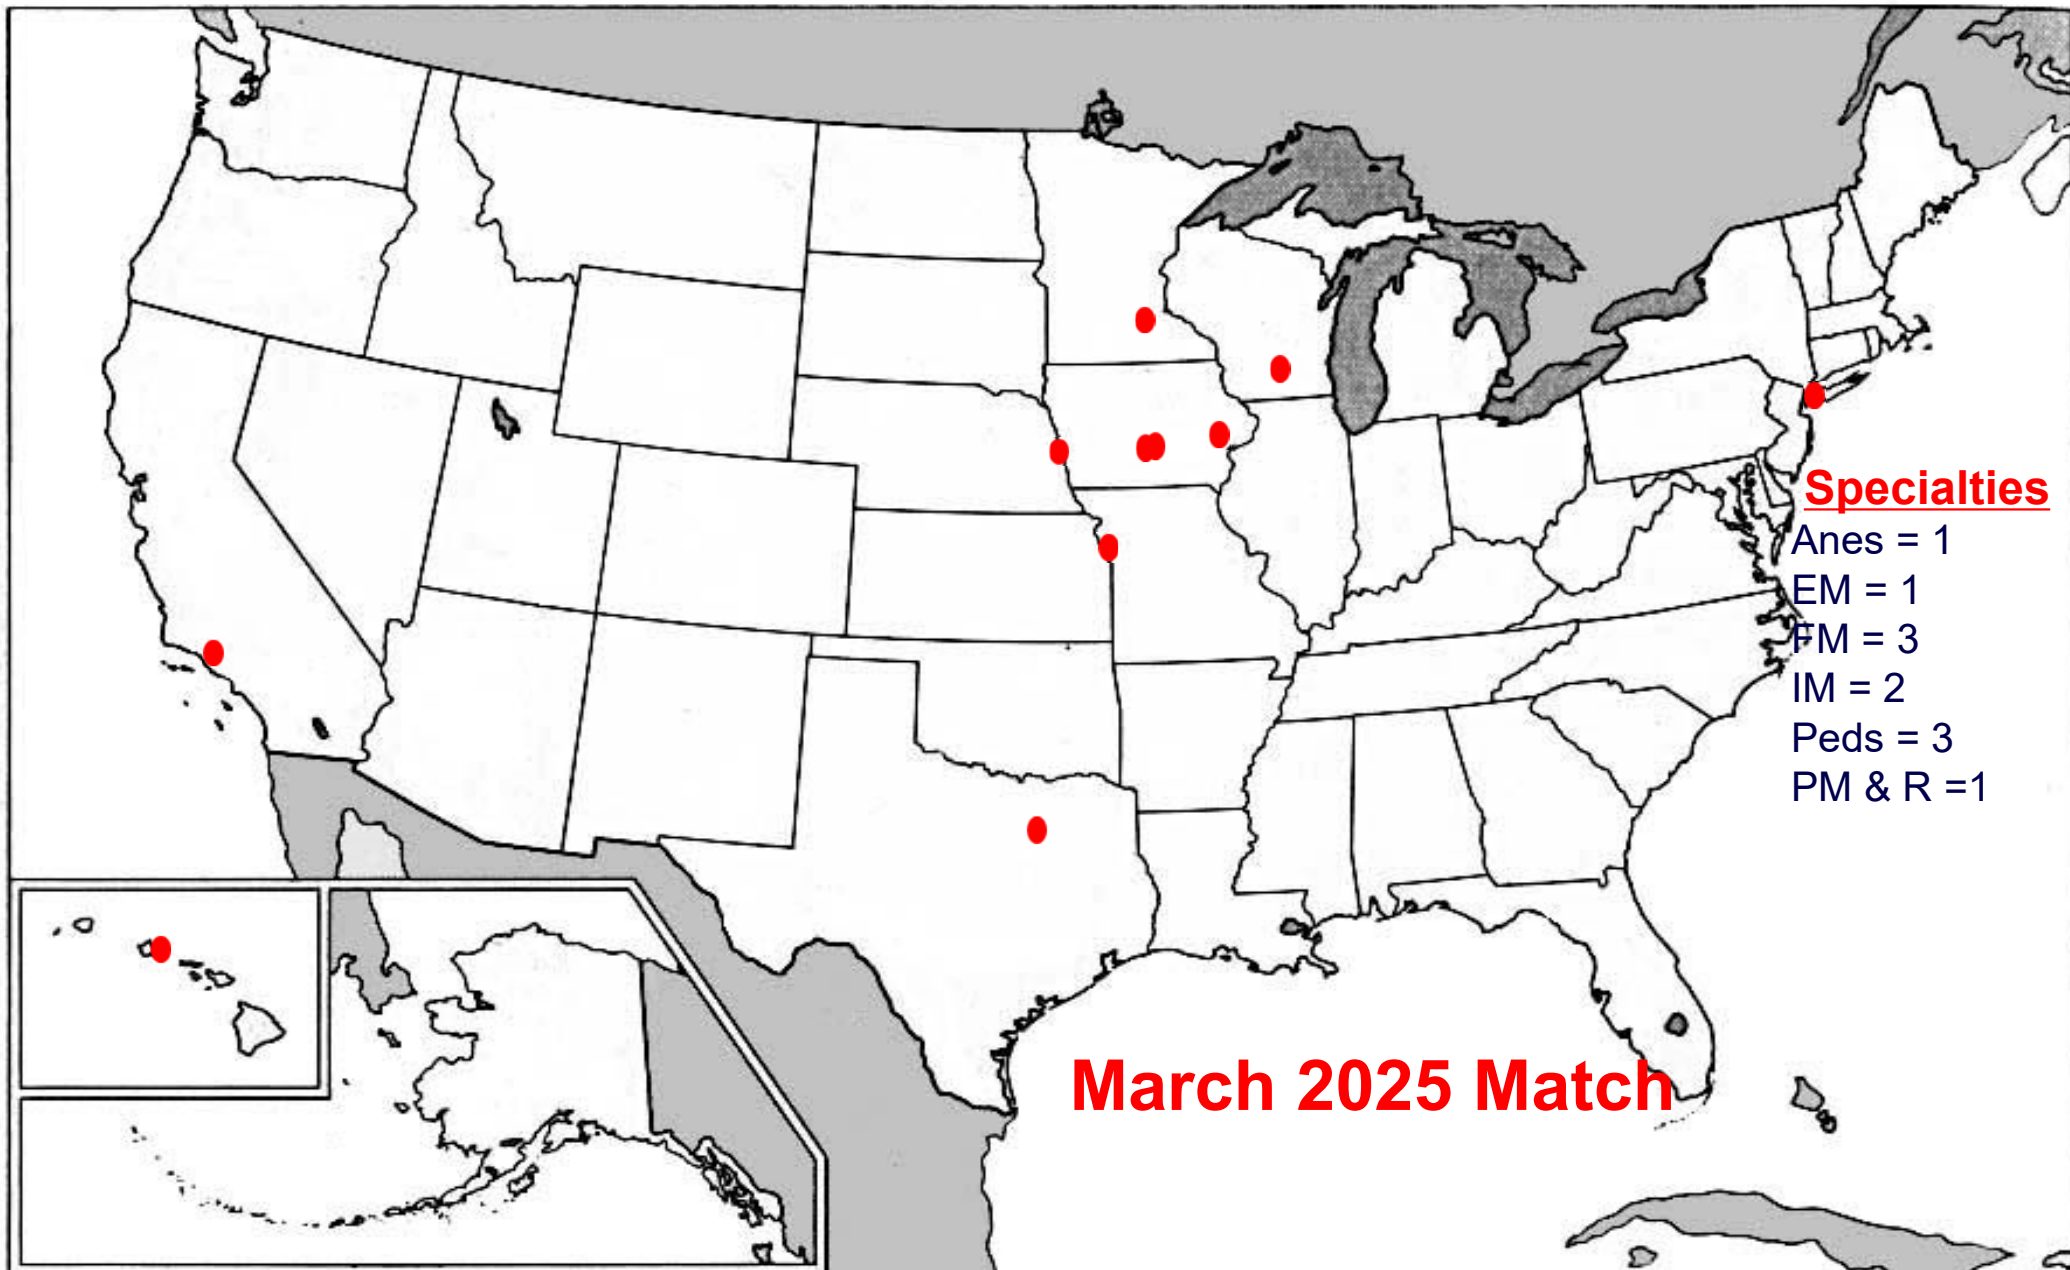 Specialties
Anes = 1
EM = 1
FM = 3
IM = 2
Peds = 3
PM & R =1
March 2025 Match